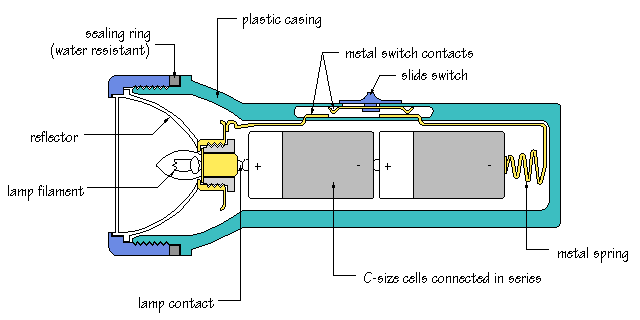 plastic casing
sealing ring
(water resistant)
metal switch contacts
slide switch
reflector
+ - + -
lamp filament
metal spring
C-size cells connected in series
lamp contact